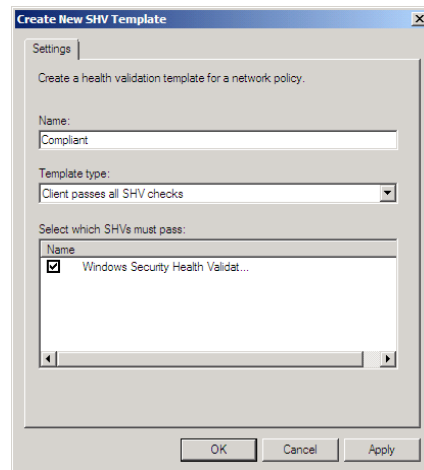 Create New SHV Template
Settings
Create a health validation template for a network policy.
Name:
Compliant
Template type:
Client passes all SHV checks
Select which SHVs must pass:
Name
Windows Security Health Validat...
OK Cancel Apply